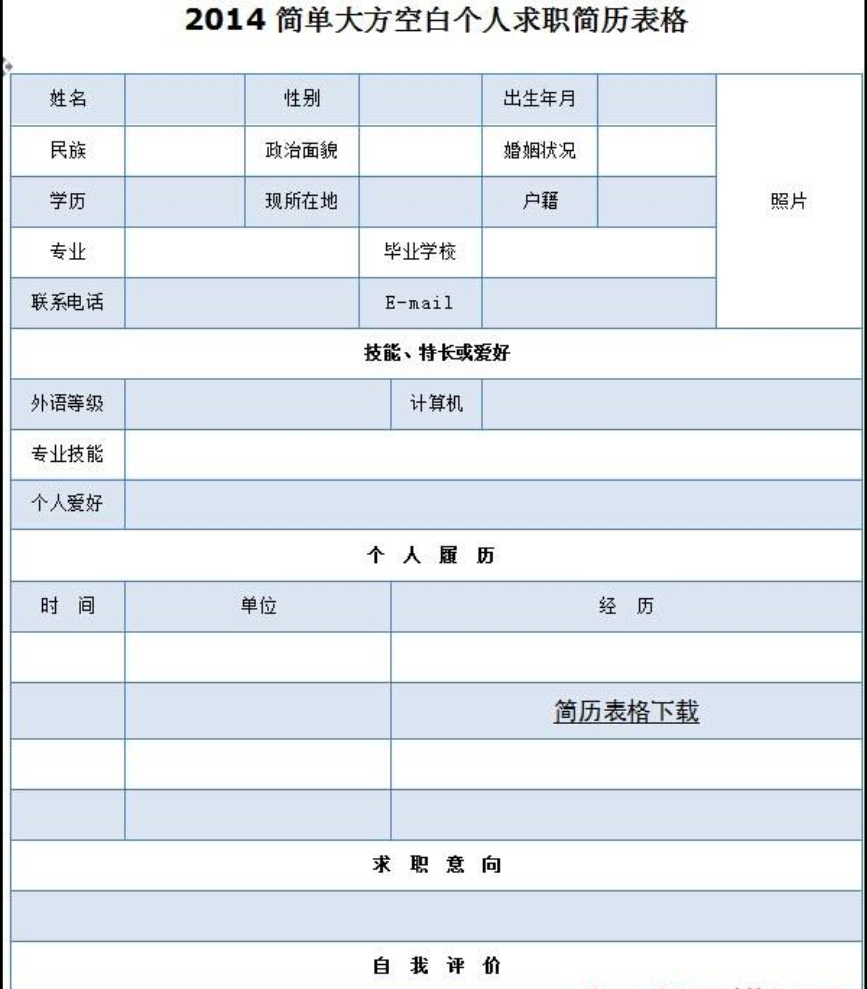 2014 简单大方空白个人求职简历表格
姓名 性别 出生年月
民族 政治面貌 婚姻状况
学历 现所在地 户籍 照片
专业 毕业学校
联系电话 E-mail
技能、特长或爱好
外语等级 计算机
专业技能
个人爱好
个 人 履 历
时 间 单位 经 历
简历表格下载
求 职 意 向
自 我 评 价